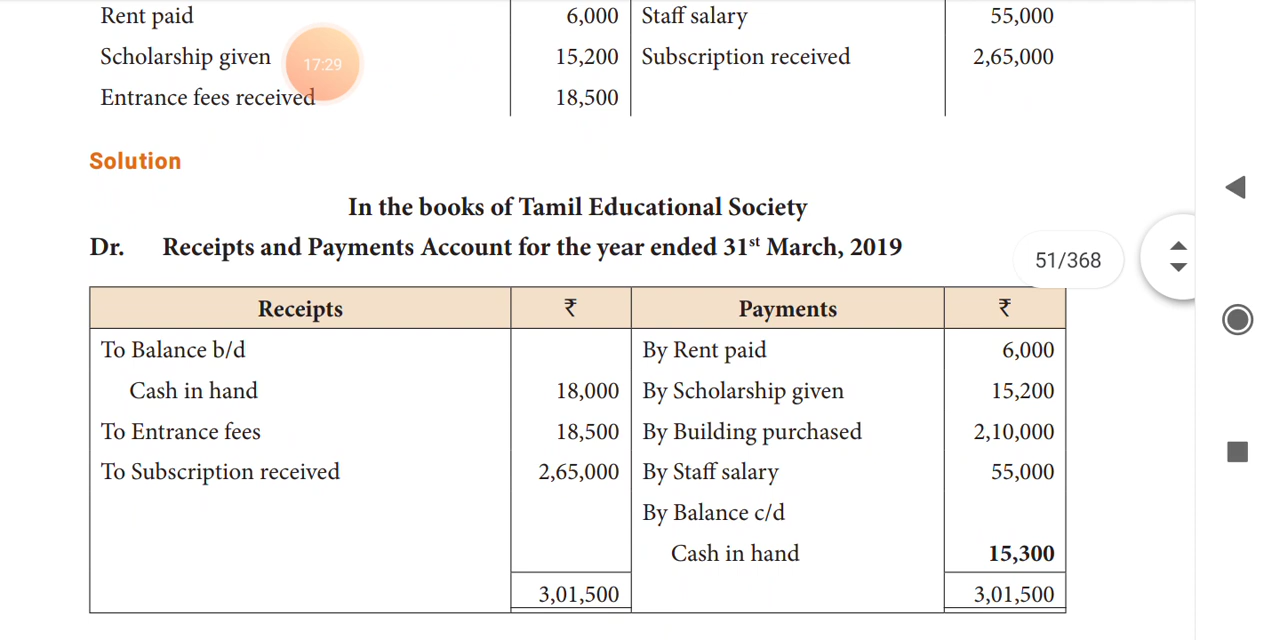 Rent paid 6,000 Staff salary 55,000
Scholarship given 15,200 Subscription received 2,65,000
17:29
Entrance fees received 18,500
Solution
In the books of Tamil Educational Society
Dr. Receipts and Payments Account for the year ended 31st March, 2019
51/368
Receipts ₹ Payments ₹
To Balance b/d By Rent paid 6,000
Cash in hand 18,000 By Scholarship given 15,200
To Entrance fees 18,500 By Building purchased 2,10,000
To Subscription received 2,65,000 By Staff salary 55,000
By Balance c/d
Cash in hand 15,300
3,01,500 3,01,500